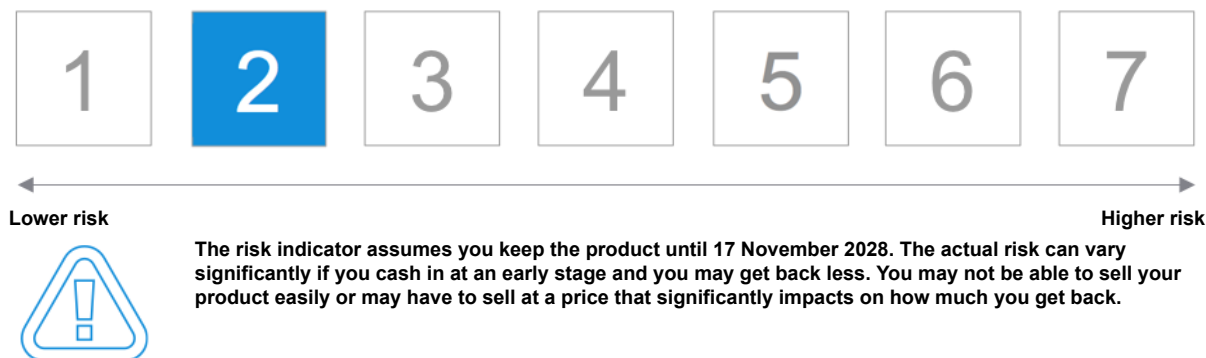 1 2 3 4 5 6 7
Lower risk Higher risk
The risk indicator assumes you keep the product until 17 November 2028. The actual risk can vary
significantly if you cash in at an early stage and you may get back less. You may not be able to sell your
product easily or may have to sell at a price that significantly impacts on how much you get back.